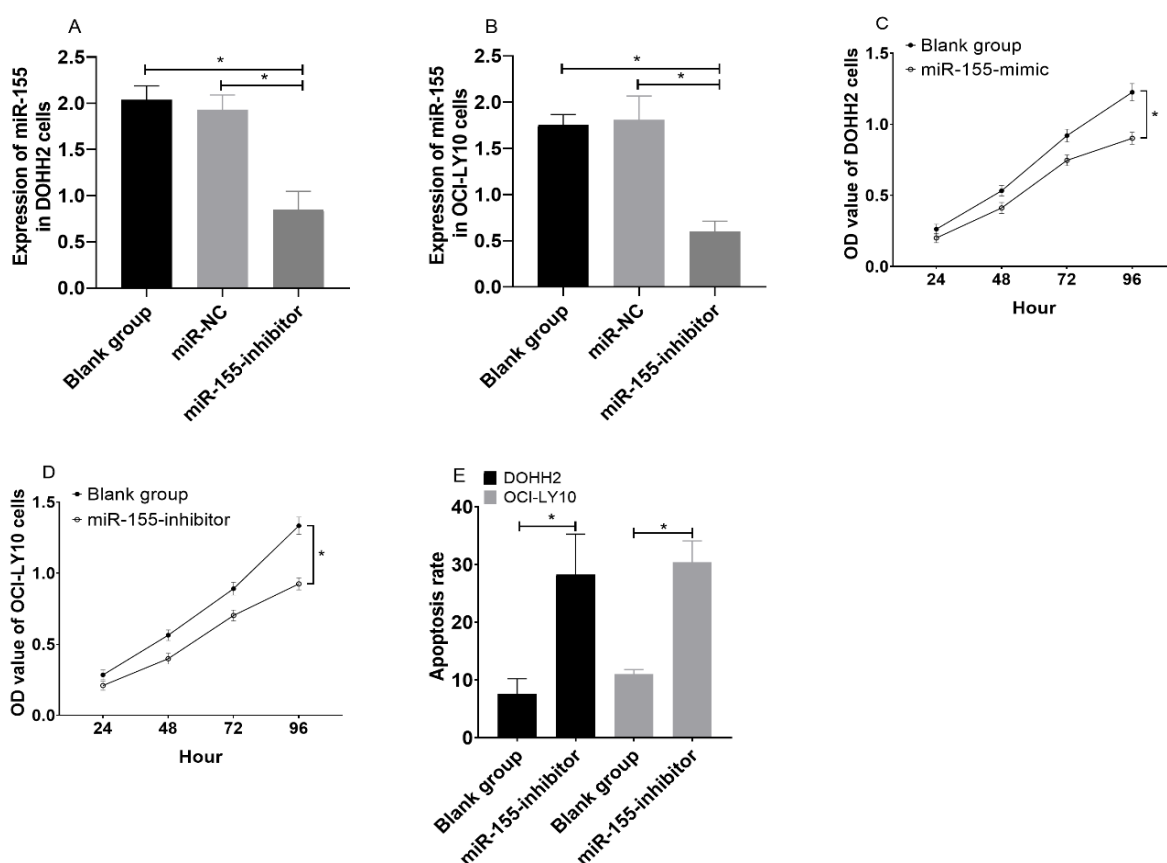 A
Expression of miR-155
in DOHH2 cells
2.5
2.0
1.5
1.0
0.5
0.0
*
*
Blank group
miR-NC
miR-155-inhibitor
B
Expression of miR-155
in OCI-LY10 cells
2.5
2.0
1.5
1.0
0.5
0.0
*
*
Blank group
miR-NC
miR-155-inhibitor
C
Blank group
miR-155-mimic
OD value of DOHH2 cells
1.5
1.0
0.5
0.0
*
24 48 72 96
Hour
D
Blank group
miR-155-inhibitor
OD value of OCI-LY10 cells
1.5
1.0
0.5
0.0
*
24 48 72 96
Hour
E
DOHH2
OCI-LY10
Apoptosis rate
40
30
20
10
0
*
*
Blank group
miR-155-inhibitor
Blank group
miR-155-inhibitor